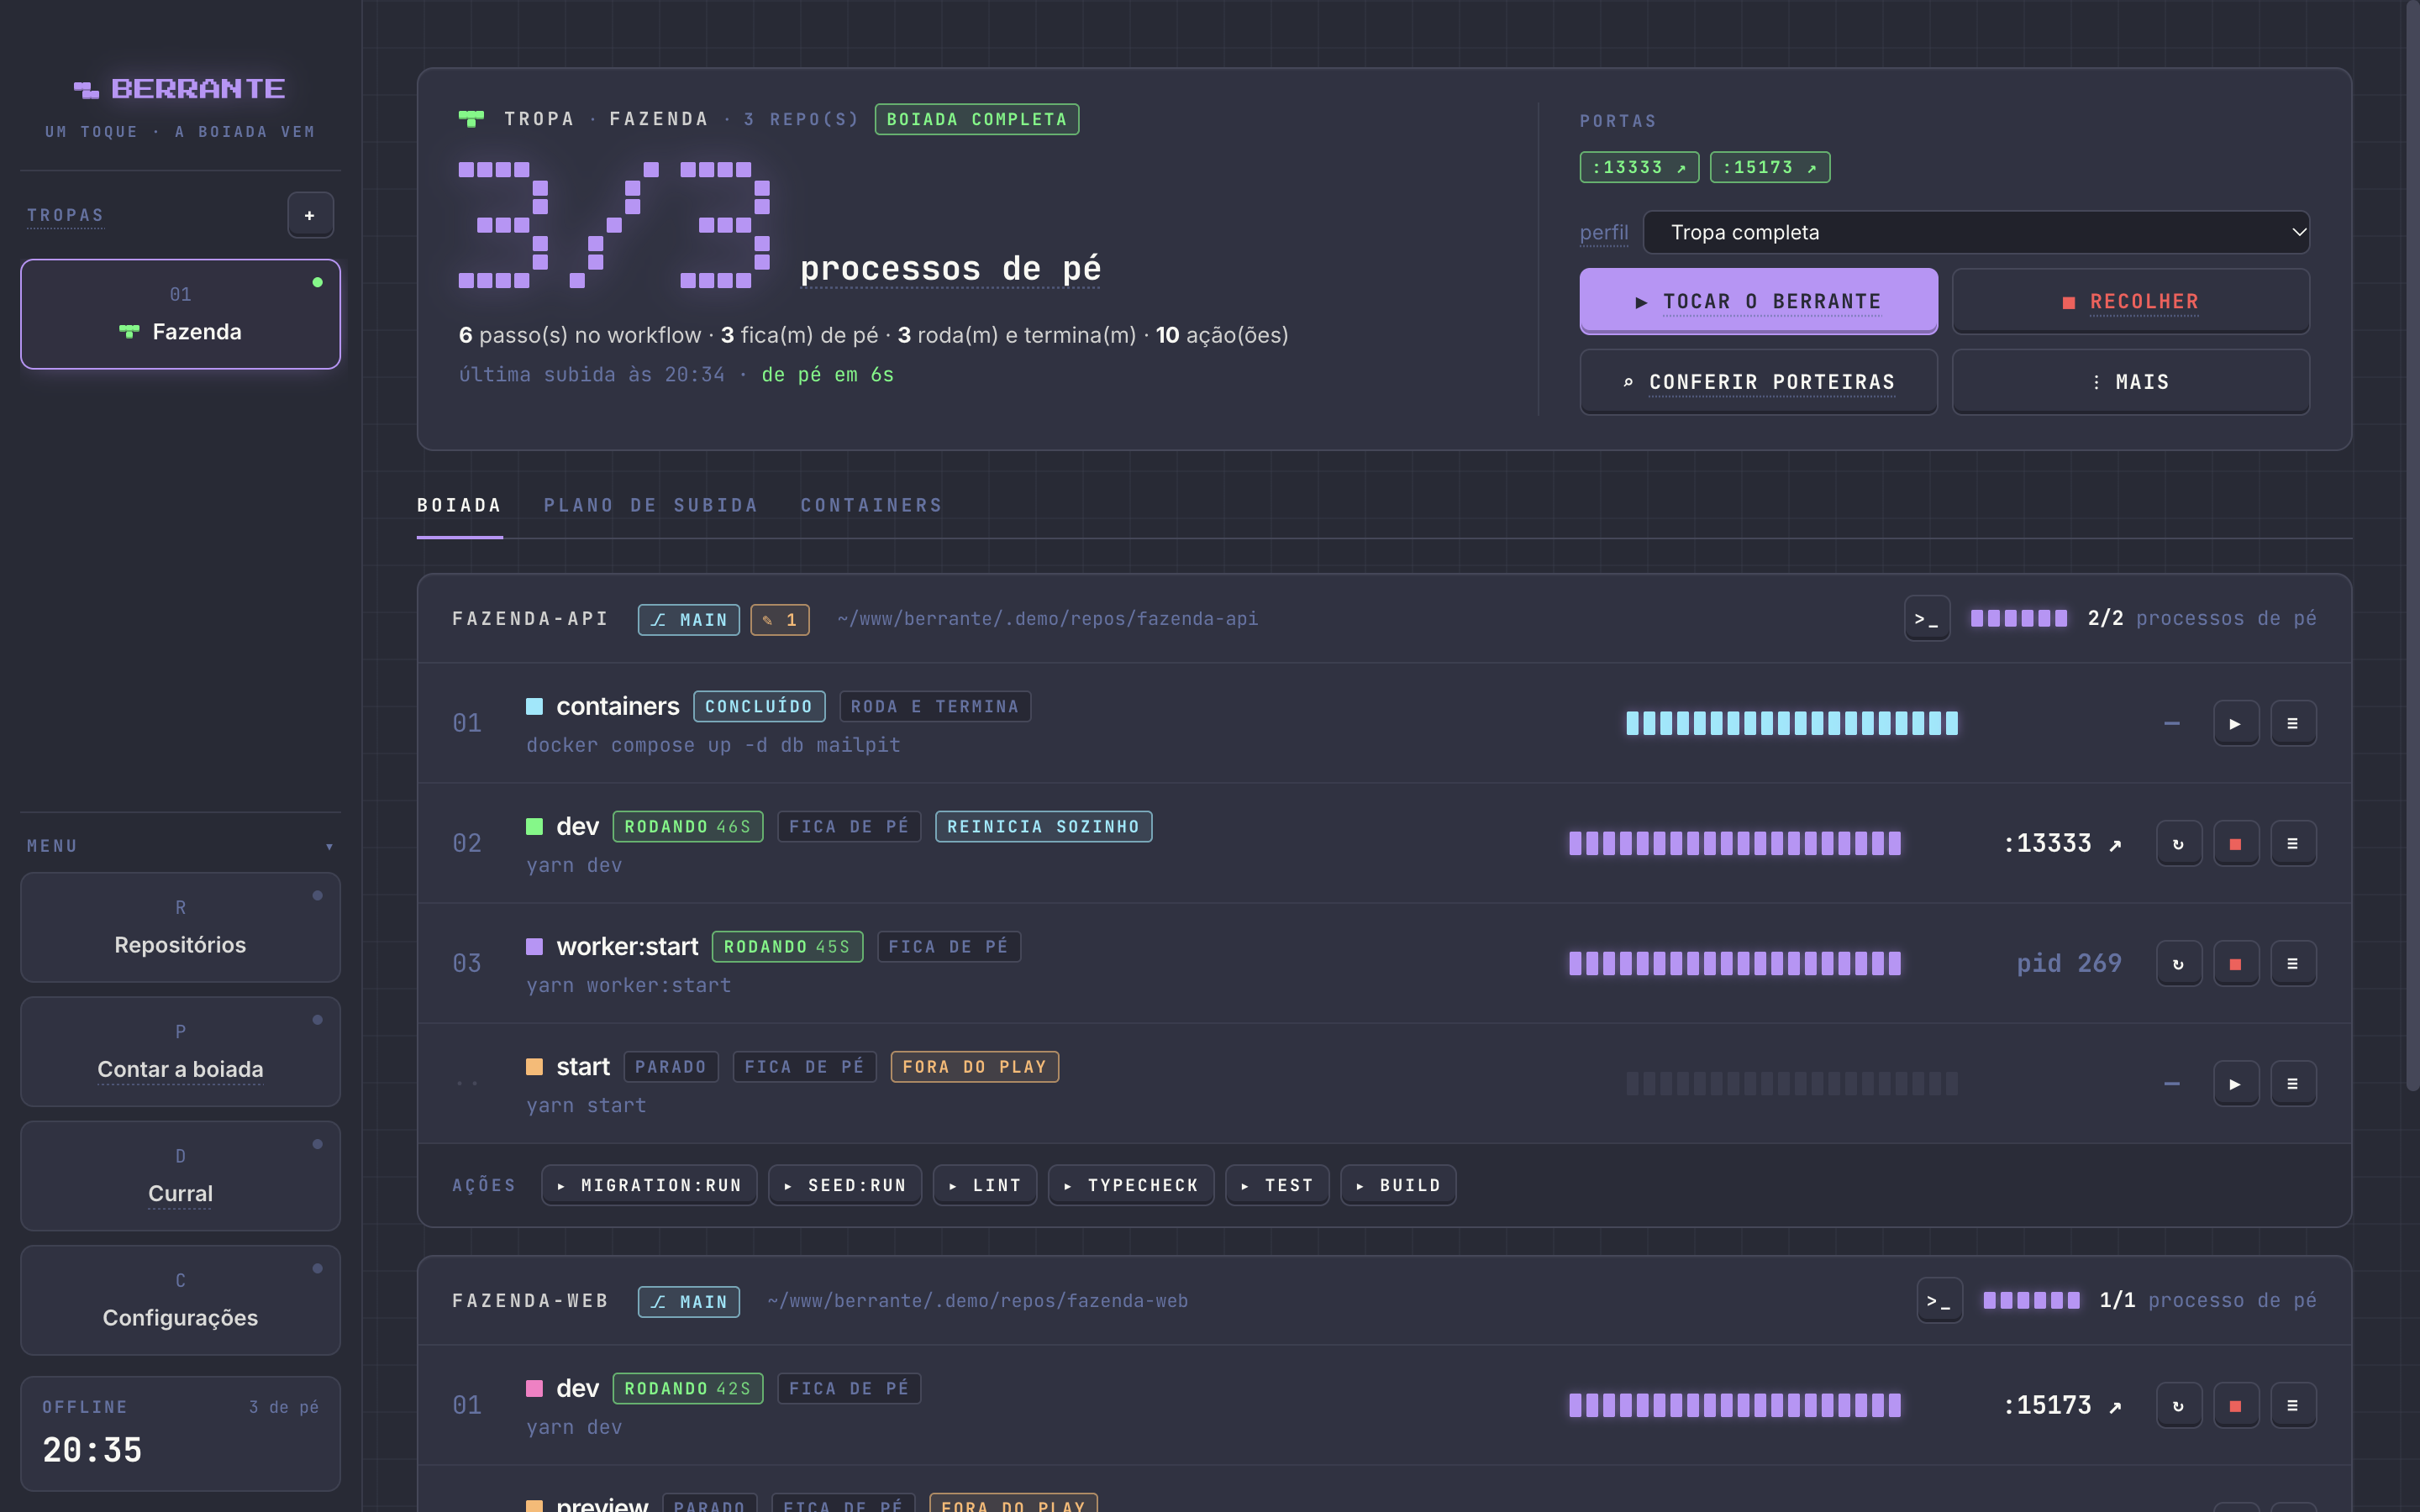 BERRANTE
UM TOQUE · A BOIADA VEM
TROPAS
+
01
Fazenda
MENU
R
Repositórios
P
Contar a boiada
D
Curral
C
Configurações
OFFLINE 3 de pé
20:35
TROPA · FAZENDA · 3 REPO(S) BOIADA COMPLETA
3/3 processos de pé
6 passo(s) no workflow · 3 fica(m) de pé · 3 roda(m) e termina(m) · 10 ação(ões)
última subida às 20:34 · de pé em 6s
PORTAS
:13333 ↗ :15173 ↗
perfil Tropa completa
▶ TOCAR O BERRANTE
■ RECOLHER
⌕ CONFERIR PORTEIRAS
⋮ MAIS
BOIADA PLANO DE SUBIDA CONTAINERS
FAZENDA-API ⎇ MAIN ✎ 1 ~/www/berrante/.demo/repos/fazenda-api >_ 2/2 processos de pé
01 containers CONCLUÍDO RODA E TERMINA — ▶ ≡
docker compose up -d db mailpit
02 dev RODANDO 46S FICA DE PÉ REINICIA SOZINHO :13333 ↗ ↻ ■ ≡
yarn dev
03 worker:start RODANDO 45S FICA DE PÉ pid 269 ↻ ■ ≡
yarn worker:start
·· start PARADO FICA DE PÉ FORA DO PLAY — ▶ ≡
yarn start
AÇÕES ▸ MIGRATION:RUN ▸ SEED:RUN ▸ LINT ▸ TYPECHECK ▸ TEST ▸ BUILD
FAZENDA-WEB ⎇ MAIN ~/www/berrante/.demo/repos/fazenda-web >_ 1/1 processo de pé
01 dev RODANDO 42S FICA DE PÉ :15173 ↗ ↻ ■ ≡
yarn dev
preview PARADO FICA DE PÉ FORA DO PLAY